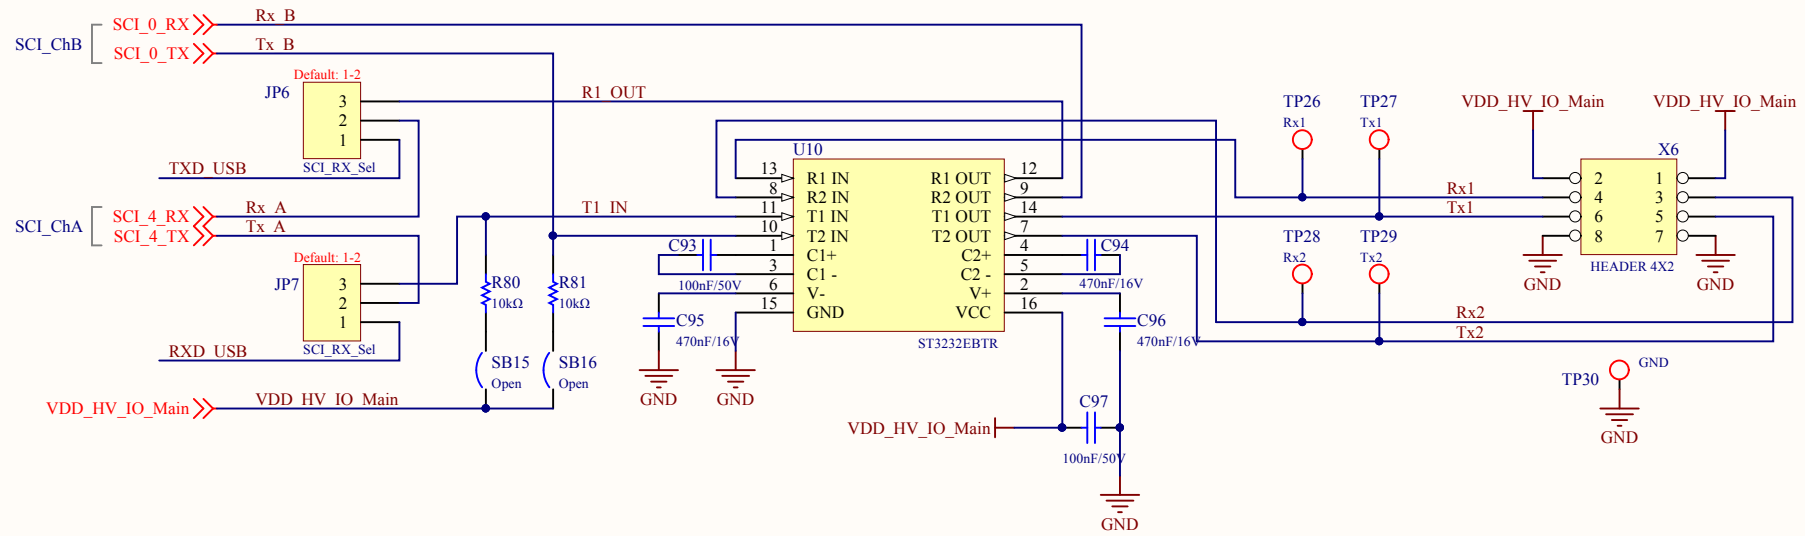 SCI_ChB
SCI_0_RX
Rx_B
SCI_0_TX
Tx_B
Default: 1-2
JP6
3
2
1
SCI_RX_Sel
R1_OUT
TXD_USB
SCI_ChA
SCI_4_RX
Rx_A
SCI_4_TX
Tx_A
T1_IN
Default: 1-2
JP7
3
2
1
SCI_RX_Sel
RXD_USB
R80
10kΩ
R81
10kΩ
SB15
Open
SB16
Open
VDD_HV_IO_Main
VDD_HV_IO_Main
U10
13 R1 IN R1 OUT 12
8 R2 IN R2 OUT 9
11 T1 IN T1 OUT 14
10 T2 IN T2 OUT 7
1 C1+ C2+ 4
3 C1 - C2 - 5
6 V- V+ 2
15 GND VCC 16
ST3232EBTR
C93
100nF/50V
C95
470nF/16V
GND
GND
C94
470nF/16V
C96
470nF/16V
VDD_HV_IO_Main
C97
100nF/50V
GND
TP26
Rx1
TP27
Tx1
TP28
Rx2
TP29
Tx2
Rx1
Tx1
Rx2
Tx2
VDD_HV_IO_Main
VDD_HV_IO_Main
X6
2 1
4 3
6 5
8 7
HEADER 4X2
GND
GND
TP30
GND
GND